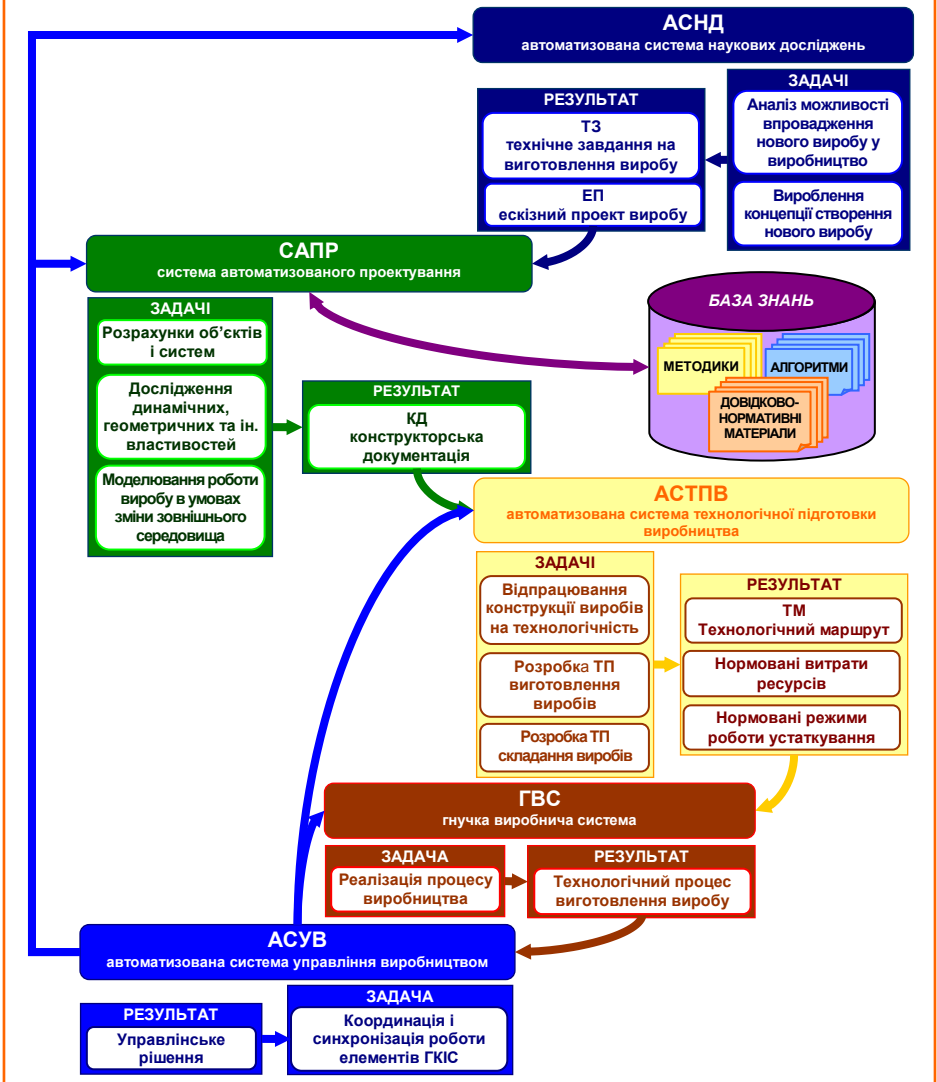 АСНД
автоматизована система наукових досліджень
РЕЗУЛЬТАТ
ТЗ
технічне завдання на
виготовлення виробу
ЕП
ескізний проект виробу
ЗАДАЧІ
Аналіз можливості
впровадження
нового виробу у
виробництво
Вироблення
концепції створення
нового виробу
САПР
система автоматизованого проектування
ЗАДАЧІ
Розрахунки об’єктів
і систем
Дослідження
динамічних,
геометричних та ін.
властивостей
Моделювання роботи
виробу в умовах
зміни зовнішнього
середовища
РЕЗУЛЬТАТ
КД
конструкторська
документація
БАЗА ЗНАНЬ
МЕТОДИКИ
АЛГОРИТМИ
ДОВІДКОВО-
НОРМАТИВНІ
МАТЕРІАЛИ
АСТПВ
автоматизована система технологічної підготовки
виробництва
ЗАДАЧІ
Відпрацювання
конструкції виробів
на технологічність
Розробка ТП
виготовлення
виробів
Розробка ТП
складання виробів
РЕЗУЛЬТАТ
ТМ
Технологічний маршрут
Нормовані витрати
ресурсів
Нормовані режими
роботи устаткування
ГВС
гнучка виробнича система
ЗАДАЧА
Реалізація процесу
виробництва
РЕЗУЛЬТАТ
Технологічний процес
виготовлення виробу
АСУВ
автоматизована система управління виробництвом
РЕЗУЛЬТАТ
Управлінське
рішення
ЗАДАЧА
Координація і
синхронізація роботи
елементів ГКІС